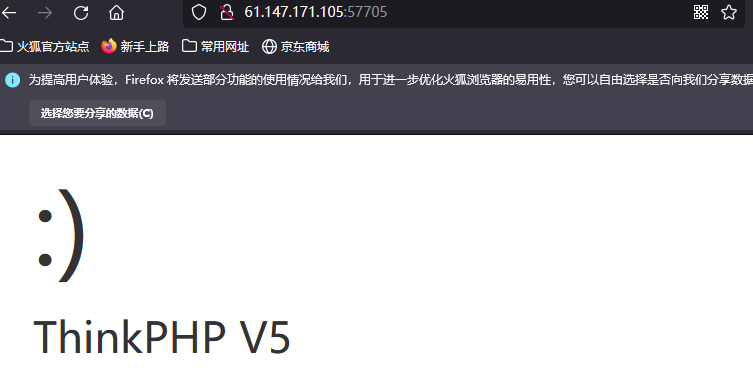 61.147.171.105:57705
火狐官方站点 新手上路 常用网址 京东商城
为提高用户体验，Firefox 将发送部分功能的使用情况给我们，用于进一步优化火狐浏览器的易用性，您可以自由选择是否向我们分享数据
选择您要分享的数据(C)
:)
ThinkPHP V5